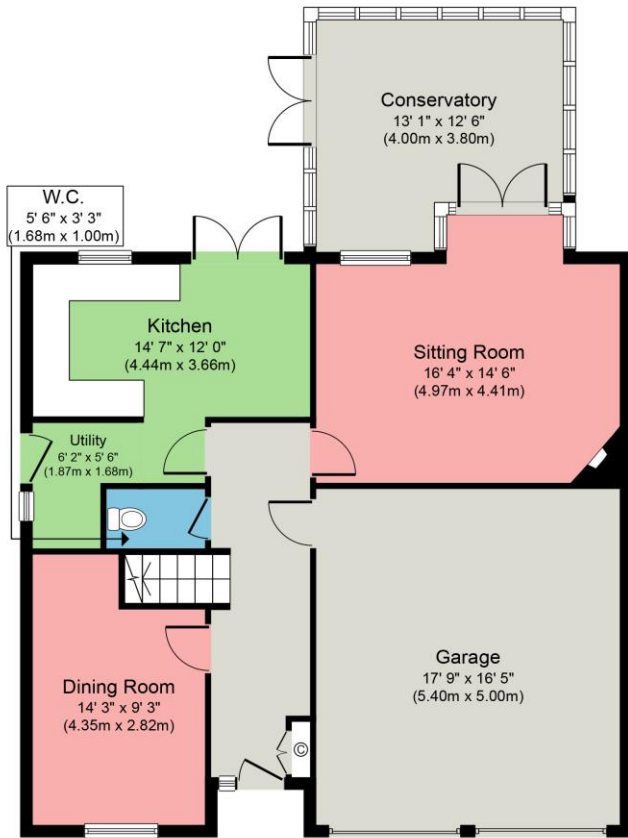 Conservatory
13' 1" x 12' 6"
(4.00m x 3.80m)
W.C.
5' 6" x 3' 3"
(1.68m x 1.00m)
Kitchen
14' 7" x 12' 0"
(4.44m x 3.66m)
Sitting Room
16' 4" x 14' 6"
(4.97m x 4.41m)
Utility
6' 2" x 5' 6"
(1.87m x 1.68m)
Dining Room
14' 3" x 9' 3"
(4.35m x 2.82m)
Garage
17' 9" x 16' 5"
(5.40m x 5.00m)
©